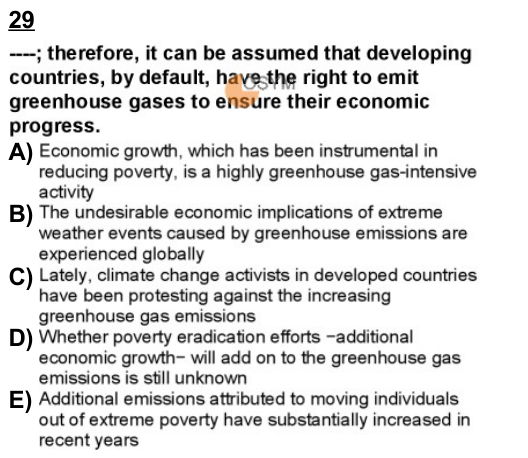 29
----; therefore, it can be assumed that developing
countries, by default, have the right to emit
greenhouse gases to ensure their economic
progress.
A) Economic growth, which has been instrumental in
reducing poverty, is a highly greenhouse gas-intensive
activity
B) The undesirable economic implications of extreme
weather events caused by greenhouse emissions are
experienced globally
C) Lately, climate change activists in developed countries
have been protesting against the increasing
greenhouse gas emissions
D) Whether poverty eradication efforts −additional
economic growth− will add on to the greenhouse gas
emissions is still unknown
E) Additional emissions attributed to moving individuals
out of extreme poverty have substantially increased in
recent years